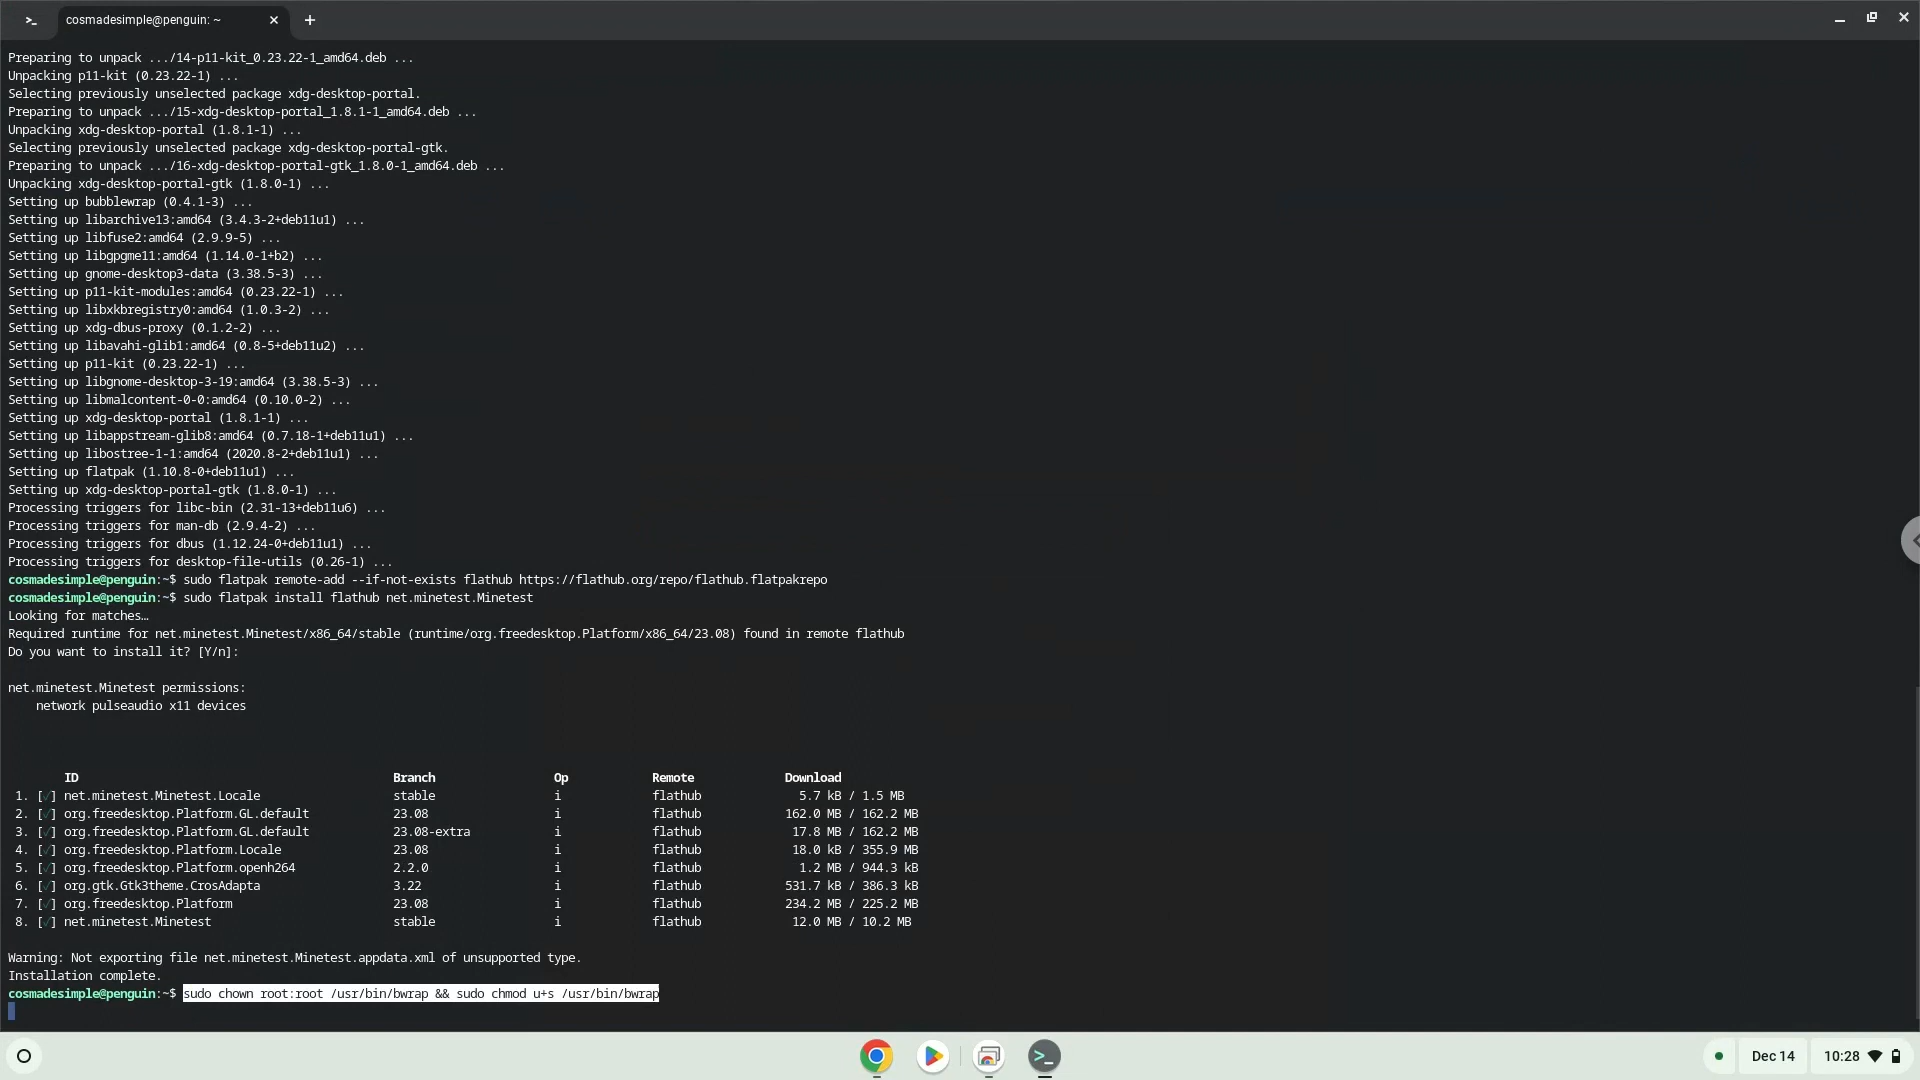 cosmadesimple@penguin: ~
Preparing to unpack .../14-p11-kit_0.23.22-1_amd64.deb ...
Unpacking p11-kit (0.23.22-1) ...
Selecting previously unselected package xdg-desktop-portal.
Preparing to unpack .../15-xdg-desktop-portal_1.8.1-1_amd64.deb ...
Unpacking xdg-desktop-portal (1.8.1-1) ...
Selecting previously unselected package xdg-desktop-portal-gtk.
Preparing to unpack .../16-xdg-desktop-portal-gtk_1.8.0-1_amd64.deb ...
Unpacking xdg-desktop-portal-gtk (1.8.0-1) ...
Setting up bubblewrap (0.4.1-3) ...
Setting up libarchive13:amd64 (3.4.3-2+deb11u1) ...
Setting up libfuse2:amd64 (2.9.9-5) ...
Setting up libgpgme11:amd64 (1.14.0-1+b2) ...
Setting up gnome-desktop3-data (3.38.5-3) ...
Setting up p11-kit-modules:amd64 (0.23.22-1) ...
Setting up libxkbregistry0:amd64 (1.0.3-2) ...
Setting up xdg-dbus-proxy (0.1.2-2) ...
Setting up libavahi-glib1:amd64 (0.8-5+deb11u2) ...
Setting up p11-kit (0.23.22-1) ...
Setting up libgnome-desktop-3-19:amd64 (3.38.5-3) ...
Setting up libmalcontent-0-0:amd64 (0.10.0-2) ...
Setting up xdg-desktop-portal (1.8.1-1) ...
Setting up libappstream-glib8:amd64 (0.7.18-1+deb11u1) ...
Setting up libostree-1-1:amd64 (2020.8-2+deb11u1) ...
Setting up flatpak (1.10.8-0+deb11u1) ...
Setting up xdg-desktop-portal-gtk (1.8.0-1) ...
Processing triggers for libc-bin (2.31-13+deb11u6) ...
Processing triggers for man-db (2.9.4-2) ...
Processing triggers for dbus (1.12.24-0+deb11u1) ...
Processing triggers for desktop-file-utils (0.26-1) ...
cosmadesimple@penguin:~$ sudo flatpak remote-add --if-not-exists flathub https://flathub.org/repo/flathub.flatpakrepo
cosmadesimple@penguin:~$ sudo flatpak install flathub net.minetest.Minetest
Looking for matches…
Required runtime for net.minetest.Minetest/x86_64/stable (runtime/org.freedesktop.Platform/x86_64/23.08) found in remote flathub
Do you want to install it? [Y/n]:
net.minetest.Minetest permissions:
network pulseaudio x11 devices
ID Branch Op Remote Download
1. [✓] net.minetest.Minetest.Locale stable i flathub 5.7 kB / 1.5 MB
2. [✓] org.freedesktop.Platform.GL.default 23.08 i flathub 162.0 MB / 162.2 MB
3. [✓] org.freedesktop.Platform.GL.default 23.08-extra i flathub 17.8 MB / 162.2 MB
4. [✓] org.freedesktop.Platform.Locale 23.08 i flathub 18.0 kB / 355.9 MB
5. [✓] org.freedesktop.Platform.openh264 2.2.0 i flathub 1.2 MB / 944.3 kB
6. [✓] org.gtk.Gtk3theme.CrosAdapta 3.22 i flathub 531.7 kB / 386.3 kB
7. [✓] org.freedesktop.Platform 23.08 i flathub 234.2 MB / 225.2 MB
8. [✓] net.minetest.Minetest stable i flathub 12.0 MB / 10.2 MB
Warning: Not exporting file net.minetest.Minetest.appdata.xml of unsupported type.
Installation complete.
cosmadesimple@penguin:~$ sudo chown root:root /usr/bin/bwrap && sudo chmod u+s /usr/bin/bwrap
Dec 14 10:28